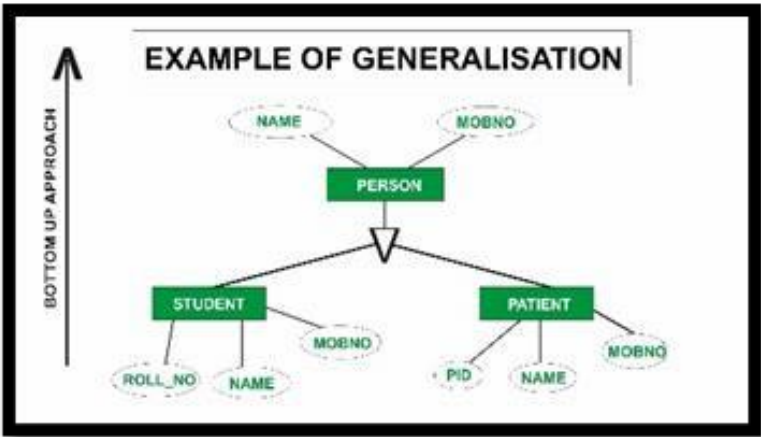 EXAMPLE OF GENERALISATION
BOTTOM UP APPROACH
NAME
MOBNO
PERSON
STUDENT
PATIENT
MOBNO
MOBNO
ROLL_NO
NAME
PID
NAME